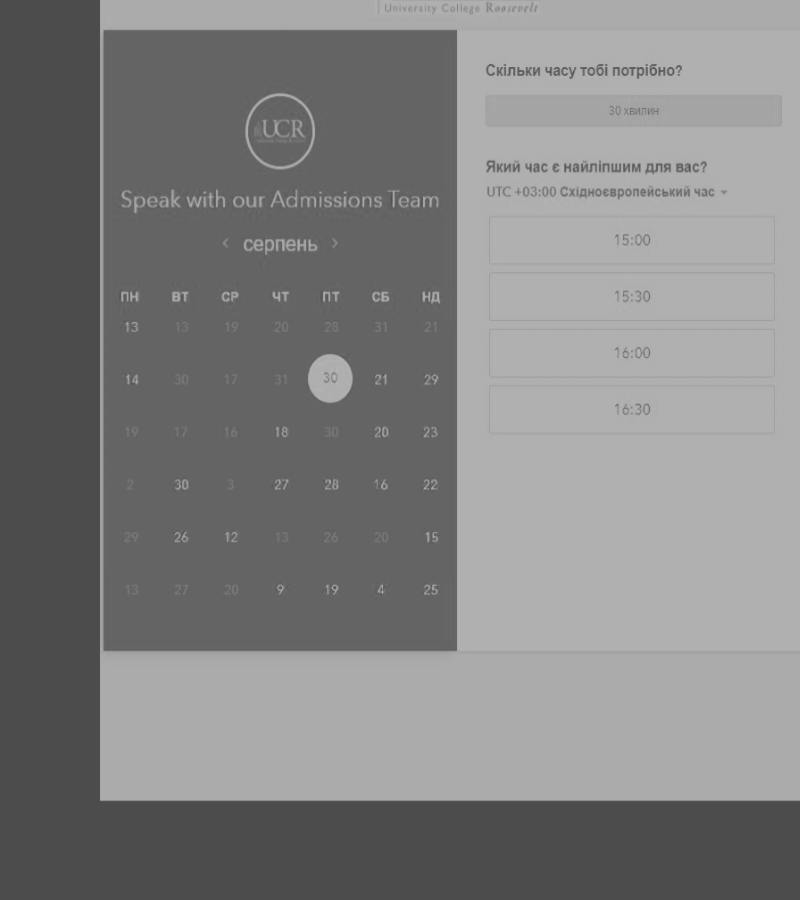 University College Roosevelt
UCR
Speak with our Admissions Team
‹ серпень ›
ПН ВТ СР ЧТ ПТ СБ НД
13 13 19 20 28 31 21
14 30 17 31 30 21 29
19 17 16 18 30 20 23
2 30 3 27 28 16 22
29 26 12 13 26 20 15
13 27 20 9 19 4 25
Скільки часу тобі потрібно?
30 хвилин
Який час є найліпшим для вас?
UTC +03:00 Східноєвропейський час
15:00
15:30
16:00
16:30